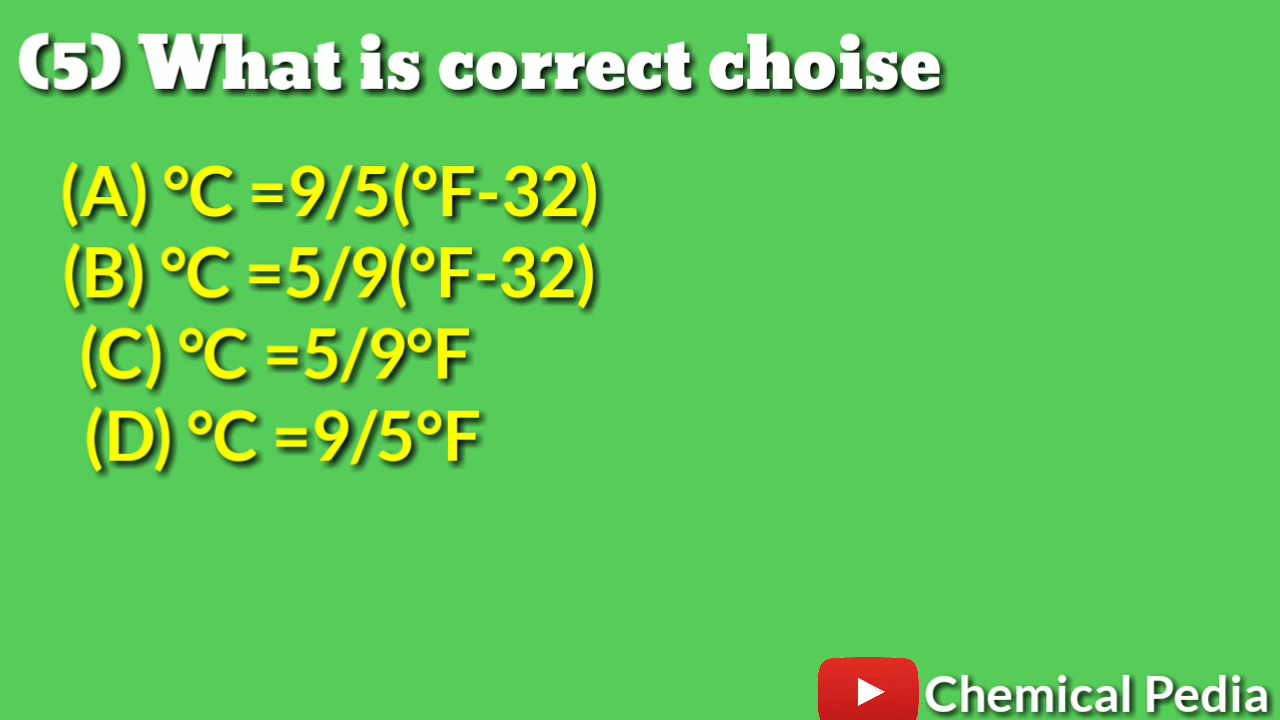 (5) What is correct choise
(A) °C =9/5(°F-32)
(B) °C =5/9(°F-32)
(C) °C =5/9°F
(D) °C =9/5°F
Chemical Pedia